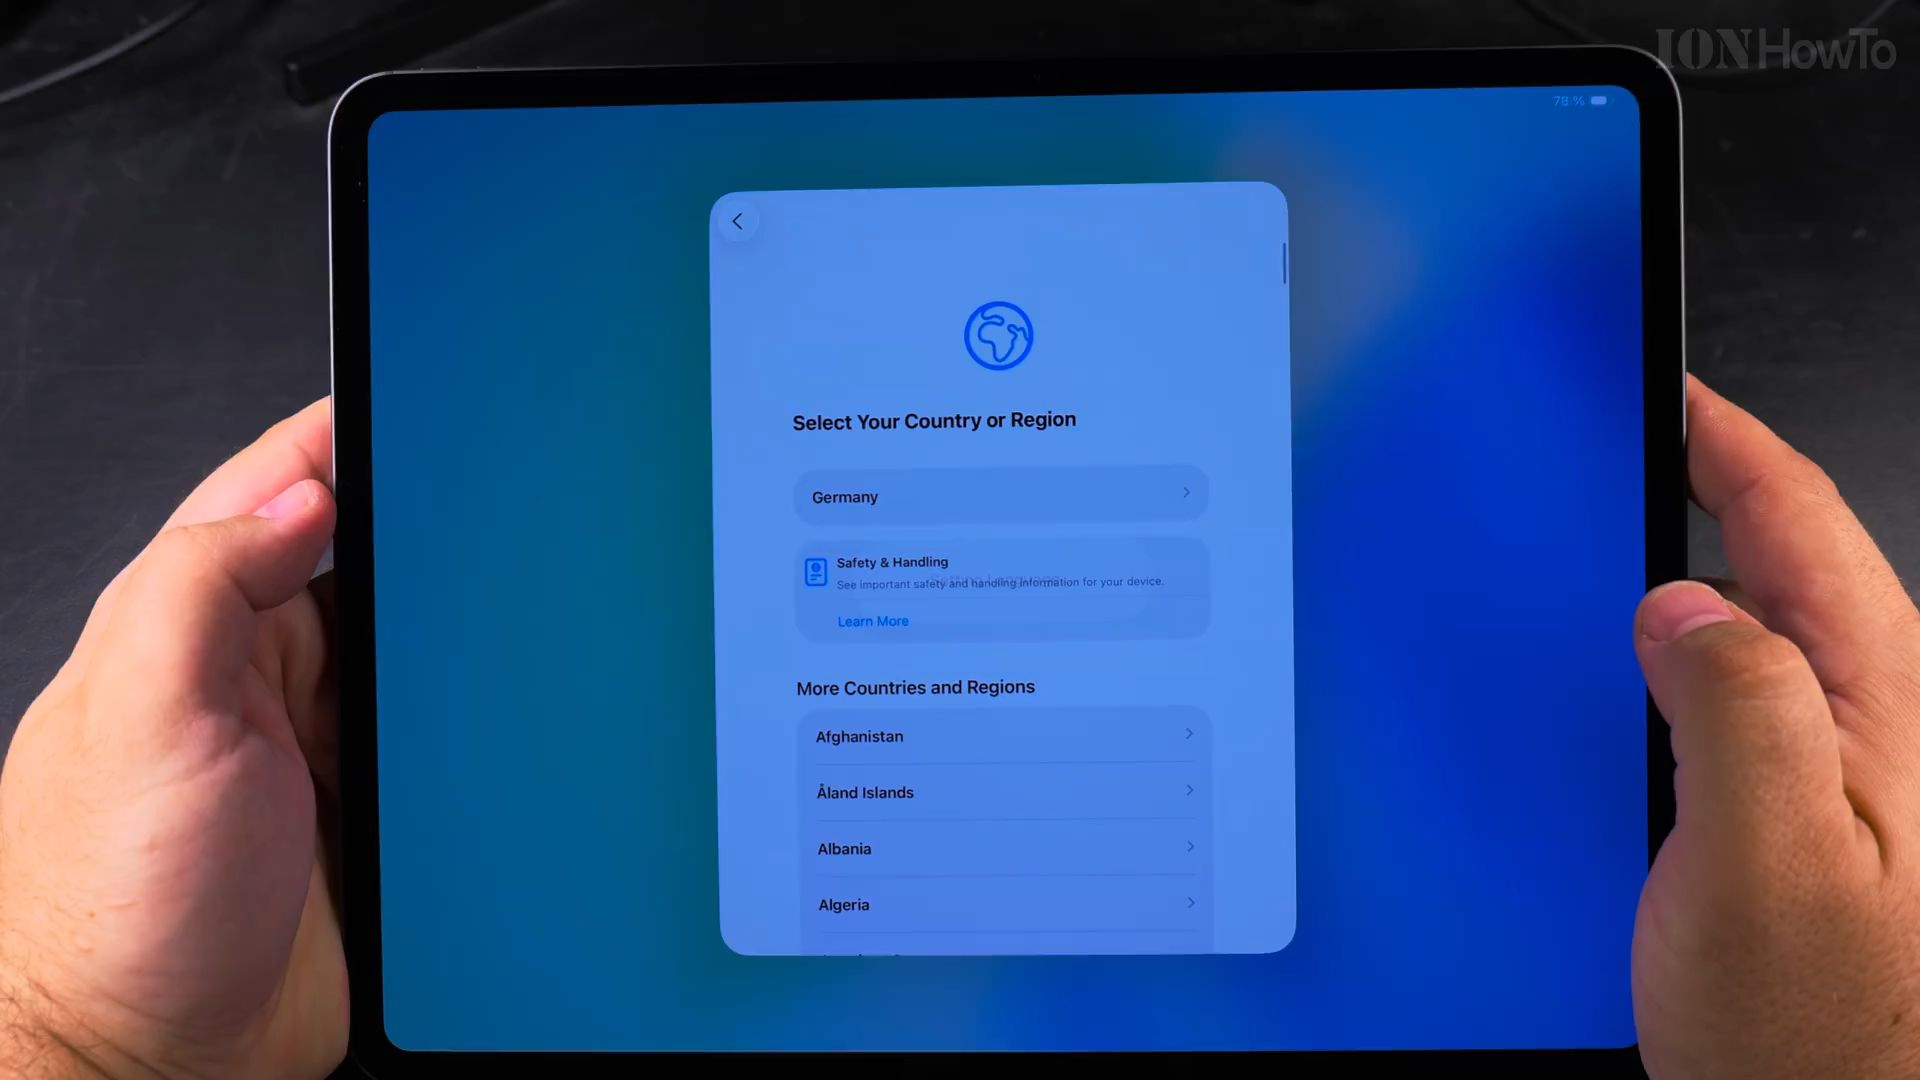 IONHowTo
78 %
Select Your Country or Region
Germany
Safety & Handling
See important safety and handling information for your device.
Learn More
More Countries and Regions
Afghanistan
Åland Islands
Albania
Algeria